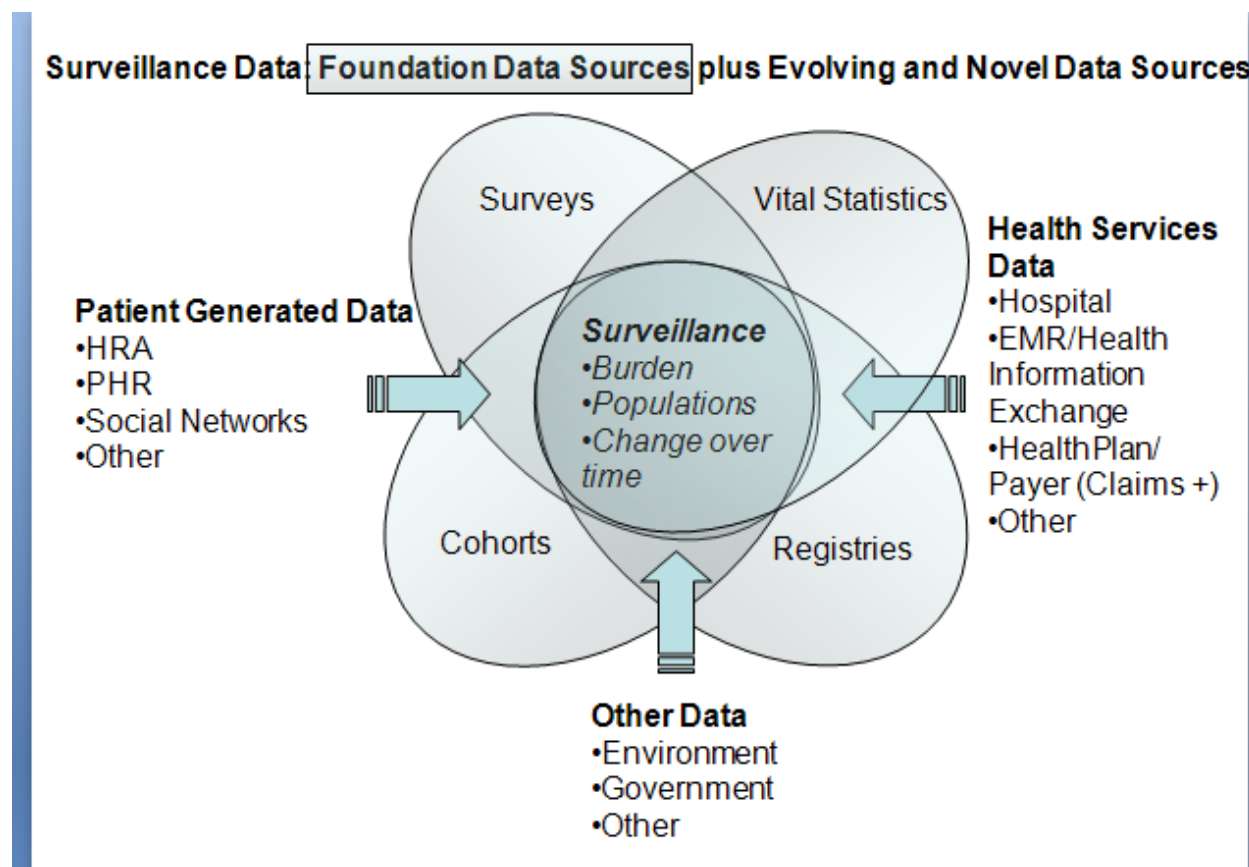 Surveillance Data: Foundation Data Sources plus Evolving and Novel Data Sources
Surveys
Vital Statistics
Patient Generated Data
•HRA
•PHR
•Social Networks
•Other
Surveillance
•Burden
•Populations
•Change over
time
Health Services
Data
•Hospital
•EMR/Health
Information
Exchange
•HealthPlan/
Payer (Claims +)
•Other
Cohorts
Registries
Other Data
•Environment
•Government
•Other